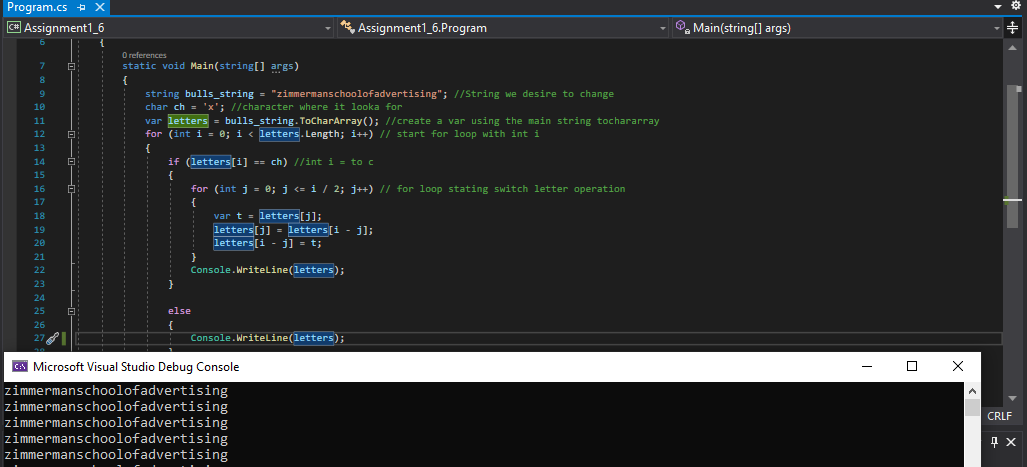 Program.cs
C# Assignment1_6
Assignment1_6.Program
Main(string[] args)
6 {
0 references
7 static void Main(string[] args)
8 {
9 string bulls_string = "zimmermanschoolofadvertising"; //String we desire to change
10 char ch = 'x'; //character where it looka for
11 var letters = bulls_string.ToCharArray(); //create a var using the main string tochararray
12 for (int i = 0; i < letters.Length; i++) // start for loop with int i
13 {
14 if (letters[i] == ch) //int i = to c
15 {
16 for (int j = 0; j <= i / 2; j++) // for loop stating switch letter operation
17 {
18 var t = letters[j];
19 letters[j] = letters[i - j];
20 letters[i - j] = t;
21 }
22 Console.WriteLine(letters);
23 }
24
25 else
26 {
27 Console.WriteLine(letters);
C:\ Microsoft Visual Studio Debug Console
zimmermanschoolofadvertising
zimmermanschoolofadvertising
zimmermanschoolofadvertising
zimmermanschoolofadvertising
zimmermanschoolofadvertising
CRLF